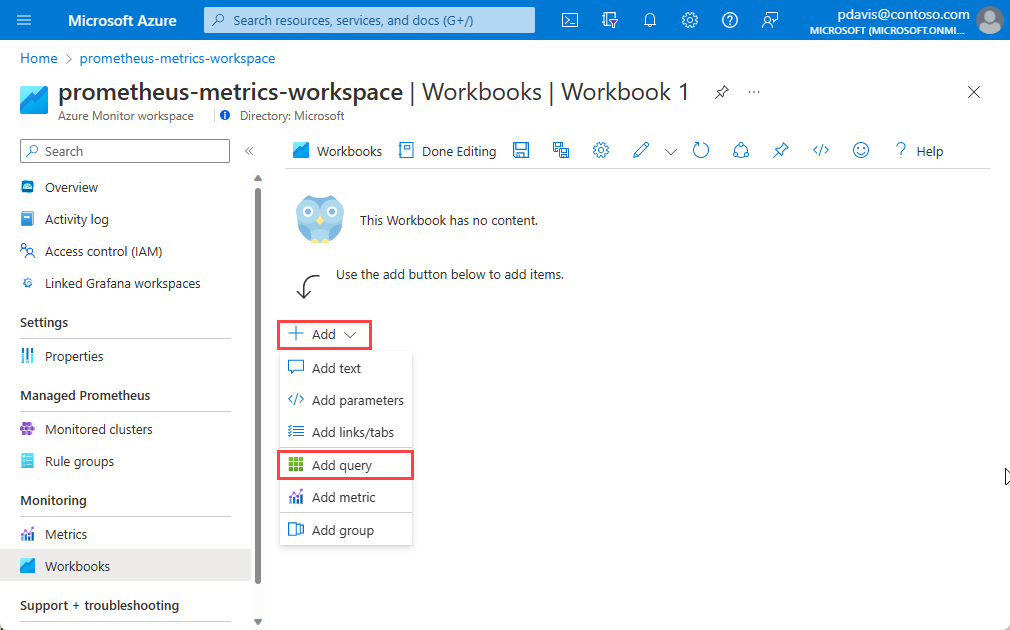 Microsoft Azure
Search resources, services, and docs (G+/)
pdavis@contoso.com
MICROSOFT (MICROSOFT.ONMI...
Home > prometheus-metrics-workspace
prometheus-metrics-workspace | Workbooks | Workbook 1
Azure Monitor workspace
Directory: Microsoft
Search
Workbooks
Done Editing
Help
Overview
Activity log
Access control (IAM)
Linked Grafana workspaces
Settings
Properties
Managed Prometheus
Monitored clusters
Rule groups
Monitoring
Metrics
Workbooks
Support + troubleshooting
This Workbook has no content.
Use the add button below to add items.
Add
Add text
Add parameters
Add links/tabs
Add query
Add metric
Add group